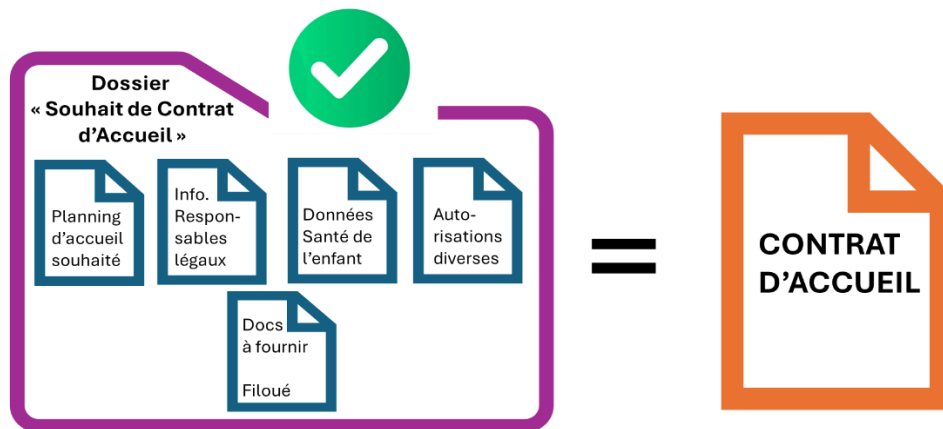 Dossier
« Souhait de Contrat
d'Accueil »
Planning
d'accueil
souhaité
Info.
Respon-
sables
légaux
Données
Santé de
l'enfant
Auto-
risations
diverses
Docs
à fournir
Filoué
=
CONTRAT
D'ACCUEIL